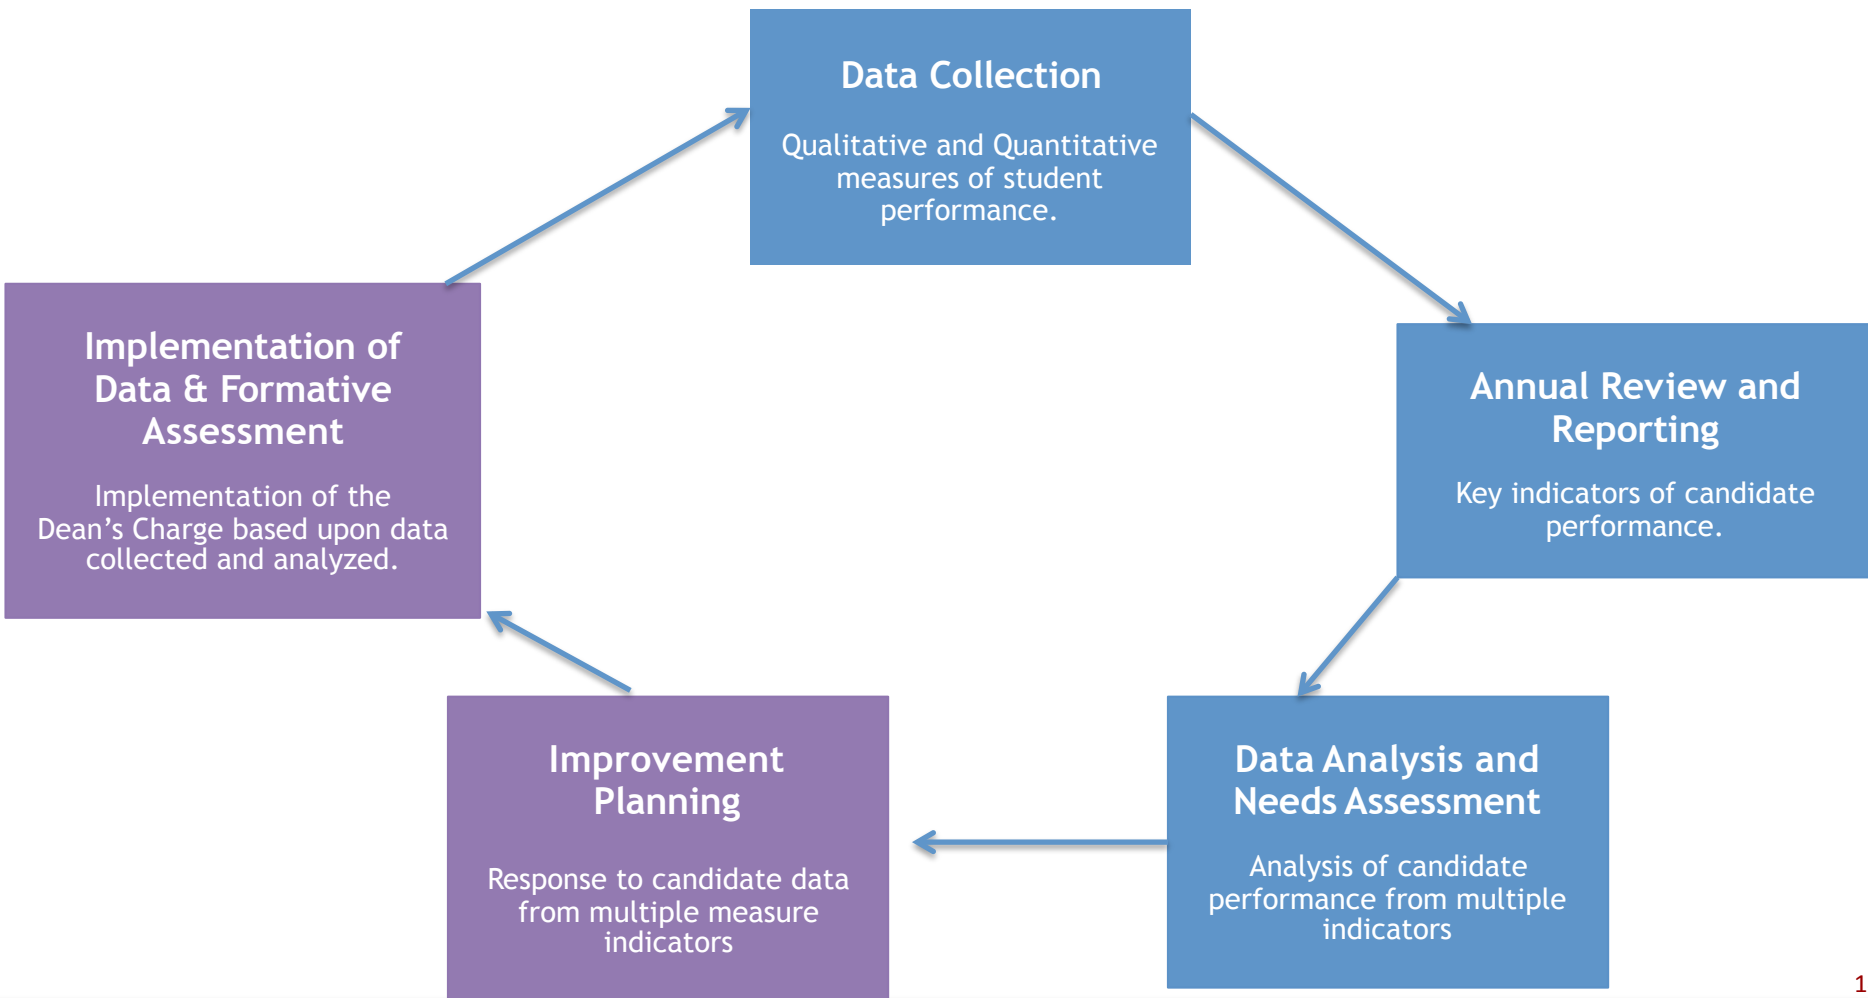 Data Collection
Qualitative and Quantitative
measures of student
performance.
Annual Review and
Reporting
Key indicators of candidate
performance.
Data Analysis and
Needs Assessment
Analysis of candidate
performance from multiple
indicators
Improvement
Planning
Response to candidate data
from multiple measure
indicators
Implementation of
Data & Formative
Assessment
Implementation of the
Dean’s Charge based upon data
collected and analyzed.
1